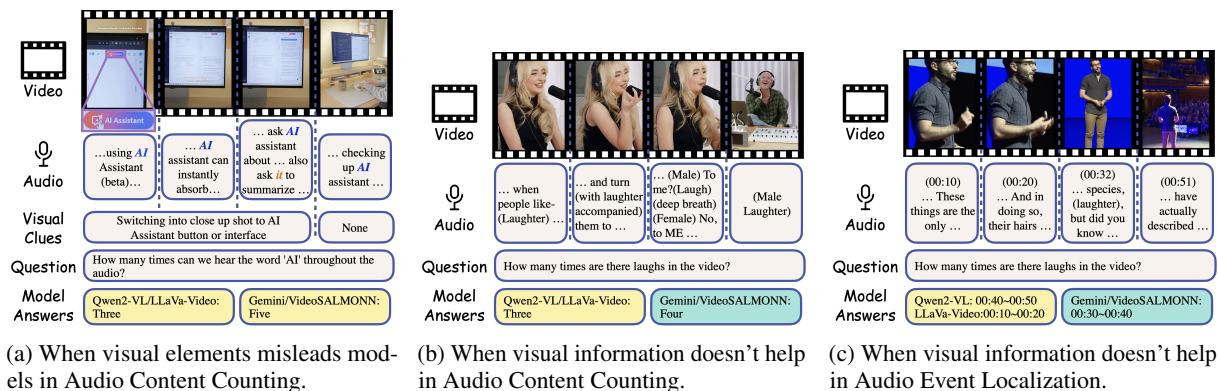 Video
AI Assistant
Audio
…using AI
Assistant
(beta)…
… AI
assistant can
instantly
absorb…
… ask AI
assistant
about … also
ask it to
summarize …
… checking
up AI
assistant …
Visual
Clues
Switching into close up shot to AI
Assistant button or interface
None
Question
How many times can we hear the word 'AI' throughout the
audio?
Model
Answers
Qwen2-VL/LLaVa-Video:
Three
Gemini/VideoSALMONN:
Five
(a) When visual elements misleads mod-
els in Audio Content Counting.
Video
Audio
… when
people like-
(Laughter) …
… and turn
(with laughter
accompanied)
them to …
… (Male) To
me?(Laugh)
(deep breath)
(Female) No,
to ME …
(Male
Laughter)
Question
How many times are there laughs in the video?
Model
Answers
Qwen2-VL/LLaVa-Video:
Three
Gemini/VideoSALMONN:
Four
(b) When visual information doesn't help
in Audio Content Counting.
Video
Audio
(00:10)
… These
things are the
only …
(00:20)
… And in
doing so,
their hairs …
(00:32)
… species,
(laughter),
but did you
know …
(00:51)
… have
actually
described …
Question
How many times are there laughs in the video?
Model
Answers
Qwen2-VL: 00:40~00:50
LLaVa-Video:00:10~00:20
Gemini/VideoSALMONN:
00:30~00:40
(c) When visual information doesn't help
in Audio Event Localization.